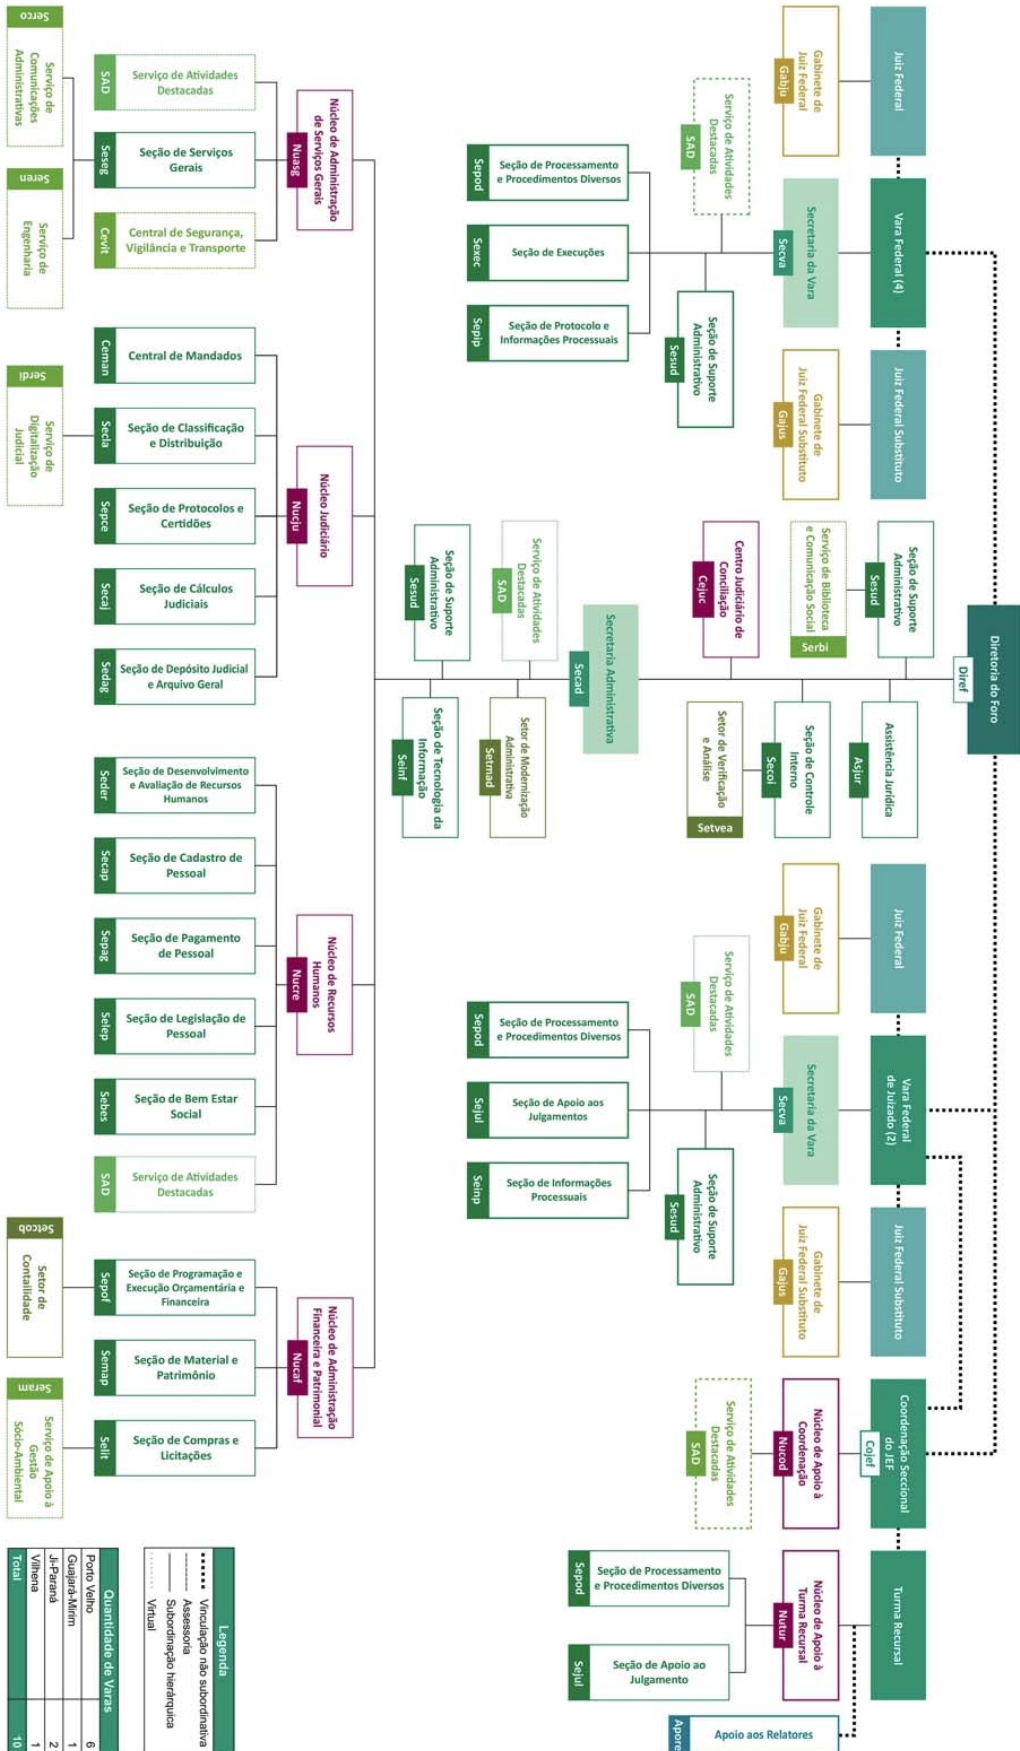 Diretoria do Foro
Diref
Seção de Suporte
Administrativo
Sesud
Serviço de Biblioteca
e Comunicação Social
Serbi
Assistência Jurídica
Asjur
Seção de Controle
Interno
Secoi
Setor de Verificação
e Análise
Setvea
Centro Judiciário de
Conciliação
Cejuc
Juiz Federal
Gabinete de
Juiz Federal
Gabju
Vara Federal (4)
Secretaria da Vara
Secva
Juiz Federal Substituto
Gabinete de
Juiz Federal Substituto
Gajus
Serviço de Atividades
Destacadas
SAD
Seção de Suporte
Administrativo
Sesud
Seção de Processamento
e Procedimentos Diversos
Sepod
Seção de Execuções
Sexec
Seção de Protocolo e
Informações Processuais
Sepip
Juiz Federal
Gabinete de
Juiz Federal
Gabju
Vara Federal
de Juizado (2)
Secretaria da Vara
Secva
Juiz Federal Substituto
Gabinete de
Juiz Federal Substituto
Gajus
Serviço de Atividades
Destacadas
SAD
Seção de Suporte
Administrativo
Sesud
Seção de Processamento
e Procedimentos Diversos
Sepod
Seção de Apoio aos
Julgamentos
Sejul
Seção de Informações
Processuais
Seinp
Coordenação Seccional
do JEF
Cojef
Núcleo de Apoio à
Coordenação
Nucod
Serviço de Atividades
Destacadas
SAD
Turma Recursal
Núcleo de Apoio à
Turma Recursal
Nutur
Seção de Processamento
e Procedimentos Diversos
Sepod
Seção de Apoio ao
Julgamento
Sejul
Apoio aos Relatores
Apore
Secretaria Administrativa
Secad
Serviço de Atividades
Destacadas
SAD
Setor de Modernização
Administrativa
Setmad
Seção de Suporte
Administrativo
Sesud
Seção de Tecnologia da
Informação
Seinf
Núcleo de Administração
de Serviços Gerais
Nuasg
Serviço de Atividades
Destacadas
SAD
Seção de Serviços
Gerais
Seseg
Central de Segurança,
Vigilância e Transporte
Cevit
Serviço de
Comunicações
Administrativas
Serco
Serviço de
Engenharia
Seren
Núcleo Judiciário
Nucju
Central de Mandados
Ceman
Seção de Classificação
e Distribuição
Secla
Seção de Protocolos e
Certidões
Sepce
Seção de Cálculos
Judiciais
Secaj
Seção de Depósito Judicial
e Arquivo Geral
Sedag
Serviço de
Digitalização
Judicial
Serdi
Núcleo de Recursos
Humanos
Nucre
Seção de Desenvolvimento
e Avaliação de Recursos
Humanos
Seder
Seção de Cadastro de
Pessoal
Secap
Seção de Pagamento
de Pessoal
Sepag
Seção de Legislação de
Pessoal
Selep
Seção de Bem Estar
Social
Sebes
Serviço de Atividades
Destacadas
SAD
Núcleo de Administração
Financeira e Patrimonial
Nucaf
Seção de Programação e
Execução Orçamentária e
Financeira
Sepof
Seção de Material e
Patrimônio
Semap
Seção de Compras e
Licitações
Selit
Setor de
Contailidade
Setcob
Serviço de Apoio à
Gestão
Sócio-Ambiental
Seram
Legenda
Vinculação não subordinativa
Assessoria
Subordinação hierárquica
Virtual
Quantidade de Varas
Porto Velho 6
Guajará-Mirim 1
Ji-Paraná 2
Vilhena 1
Total 10